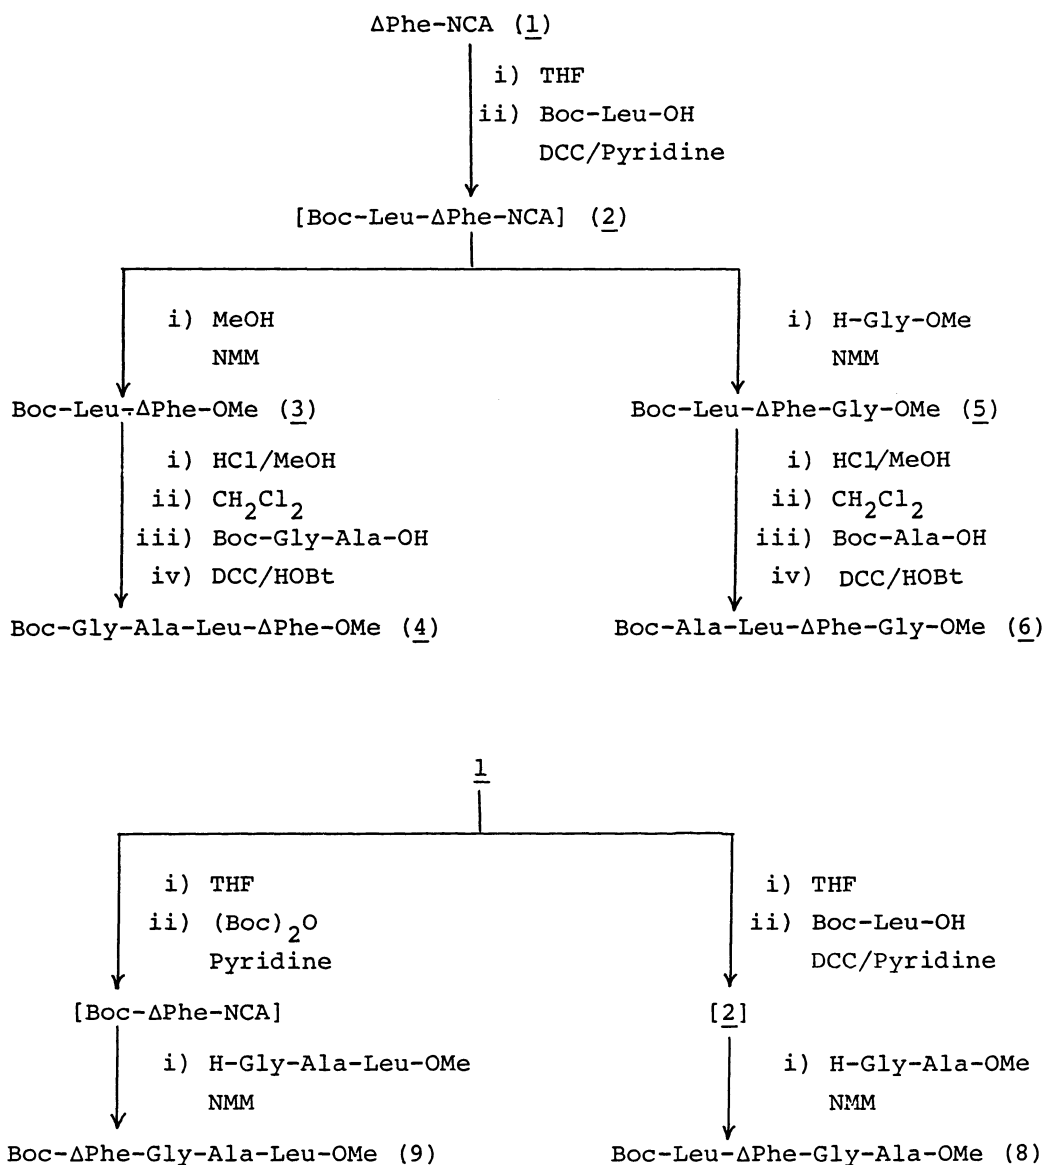 ΔPhe-NCA (1)
i) THF
ii) Boc-Leu-OH
DCC/Pyridine
[Boc-Leu-ΔPhe-NCA] (2)
i) MeOH
NMM
Boc-Leu-ΔPhe-OMe (3)
i) HCl/MeOH
ii) CH2Cl2
iii) Boc-Gly-Ala-OH
iv) DCC/HOBt
Boc-Gly-Ala-Leu-ΔPhe-OMe (4)
i) H-Gly-OMe
NMM
Boc-Leu-ΔPhe-Gly-OMe (5)
i) HCl/MeOH
ii) CH2Cl2
iii) Boc-Ala-OH
iv) DCC/HOBt
Boc-Ala-Leu-ΔPhe-Gly-OMe (6)
1
i) THF
ii) (Boc)2O
Pyridine
[Boc-ΔPhe-NCA]
i) H-Gly-Ala-Leu-OMe
NMM
Boc-ΔPhe-Gly-Ala-Leu-OMe (9)
i) THF
ii) Boc-Leu-OH
DCC/Pyridine
[2]
i) H-Gly-Ala-OMe
NMM
Boc-Leu-ΔPhe-Gly-Ala-OMe (8)